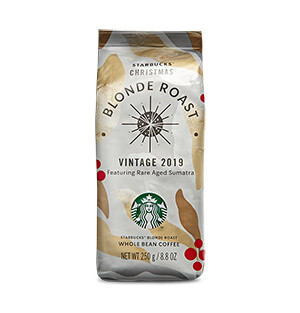 STARBUCKS®
CHRISTMAS
BLONDE ROAST
VINTAGE 2019
Featuring Rare Aged Sumatra
STARBUCKS® BLONDE ROAST
WHOLE BEAN COFFEE
NET WT 250 g / 8.8 OZ